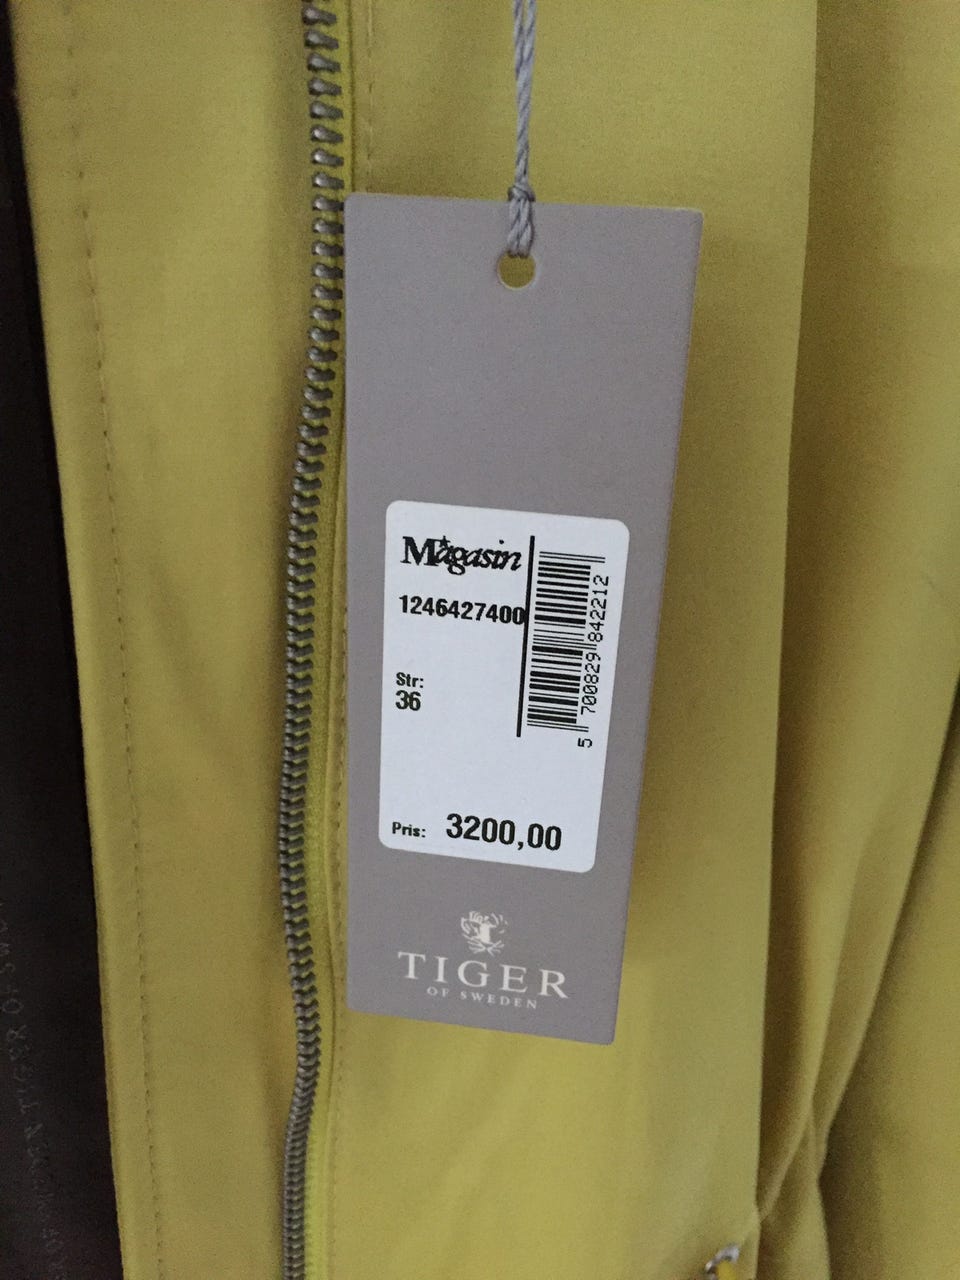 Magasin
1246427400
Str:
36
5 700829 842212
Pris: 3200,00
TIGER
OF SWEDEN